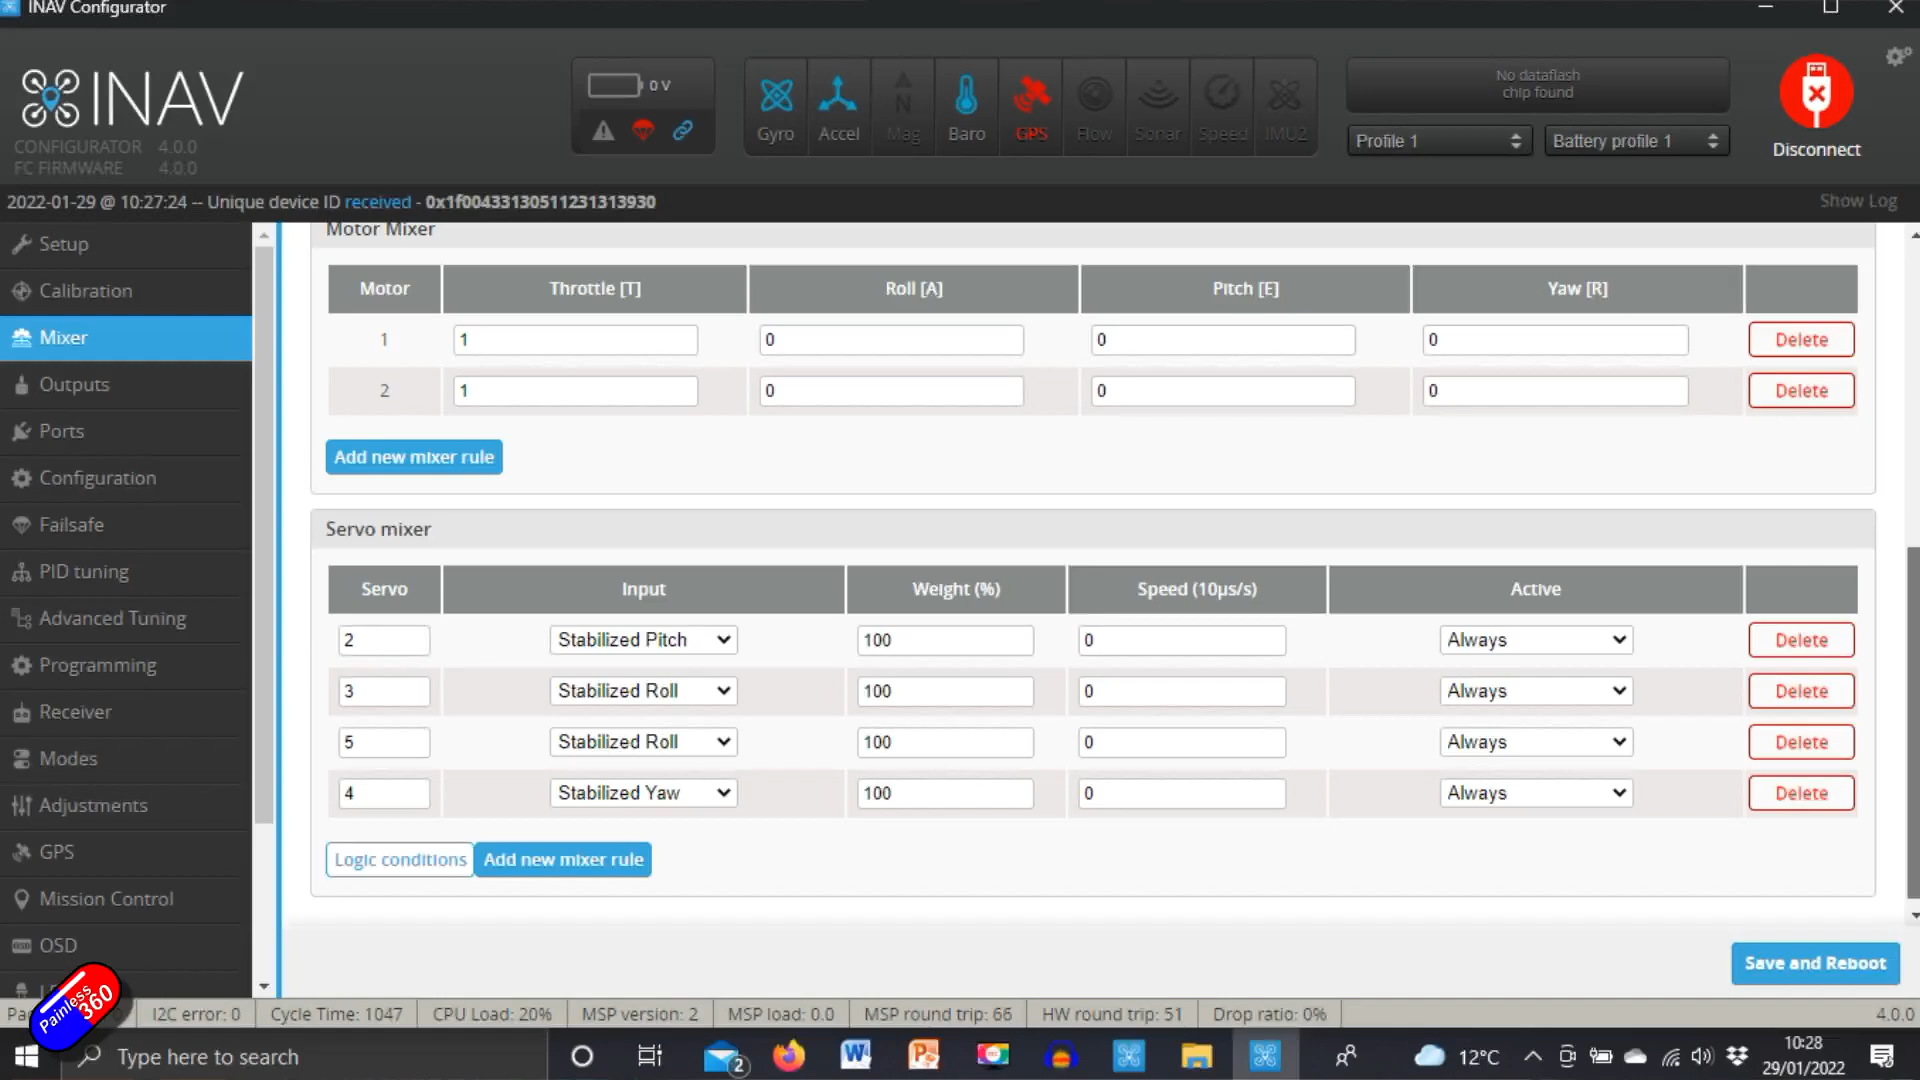 INAV Configurator
INAV
CONFIGURATOR 4.0.0
FC FIRMWARE 4.0.0
0 V
Gyro
Accel
Mag
Baro
GPS
Flow
Sonar
Speed
IMU2
No dataflash
chip found
Profile 1
Battery profile 1
Disconnect
2022-01-29 @ 10:27:24 -- Unique device ID received - 0x1f00433130511231313930
Show Log
Setup
Calibration
Mixer
Outputs
Ports
Configuration
Failsafe
PID tuning
Advanced Tuning
Programming
Receiver
Modes
Adjustments
GPS
Mission Control
OSD
Motor Mixer
Motor Throttle [T] Roll [A] Pitch [E] Yaw [R]
1 1 0 0 0 Delete
2 1 0 0 0 Delete
Add new mixer rule
Servo mixer
Servo Input Weight (%) Speed (10µs/s) Active
2 Stabilized Pitch 100 0 Always Delete
3 Stabilized Roll 100 0 Always Delete
5 Stabilized Roll 100 0 Always Delete
4 Stabilized Yaw 100 0 Always Delete
Logic conditions Add new mixer rule
Save and Reboot
Painless360
I2C error: 0 Cycle Time: 1047 CPU Load: 20% MSP version: 2 MSP load: 0.0 MSP round trip: 66 HW round trip: 51 Drop ratio: 0% 4.0.0
Type here to search
2
12°C
10:28
29/01/2022